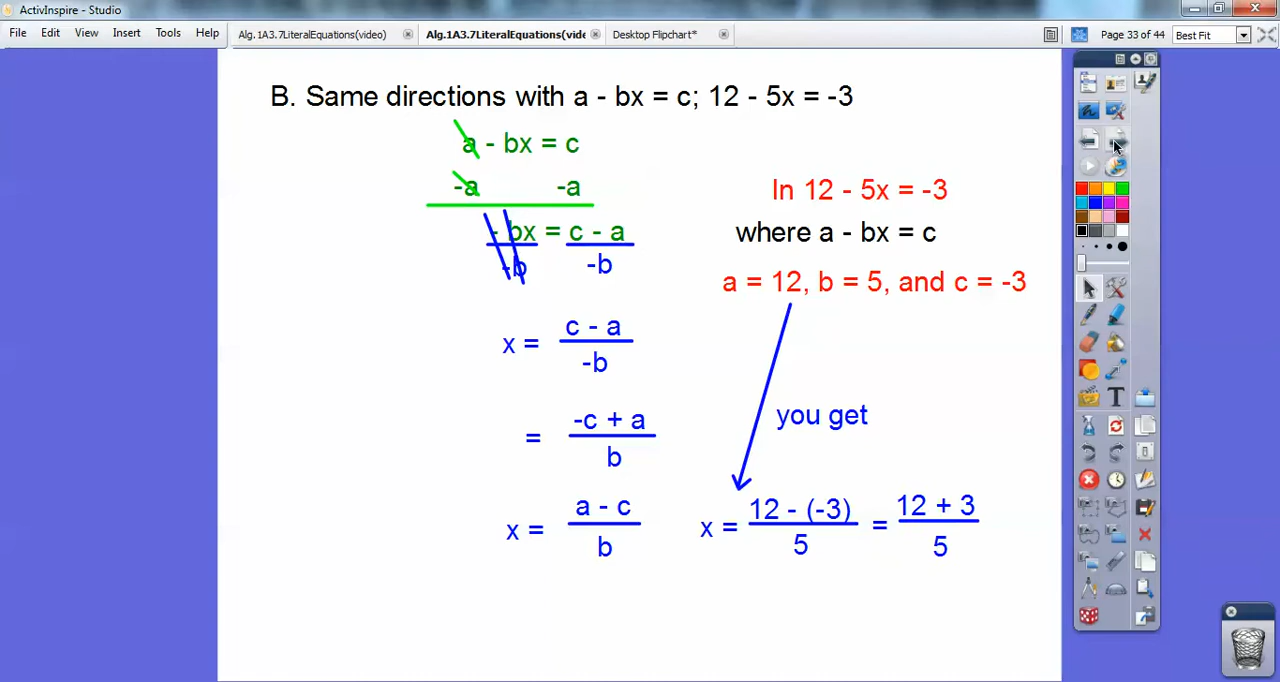 ActivInspire - Studio
File Edit View Insert Tools Help Alg.1A3.7LiteralEquations(video) Alg.1A3.7LiteralEquations(vide Desktop Flipchart* Page 33 of 44 Best Fit
B. Same directions with a - bx = c; 12 - 5x = -3
a - bx = c
-a -a
- bx = c - a
-b -b
In 12 - 5x = -3
where a - bx = c
a = 12, b = 5, and c = -3
x = c - a
-b
= -c + a
b
you get
x = a - c
b
x = 12 - (-3) = 12 + 3
5 5
T